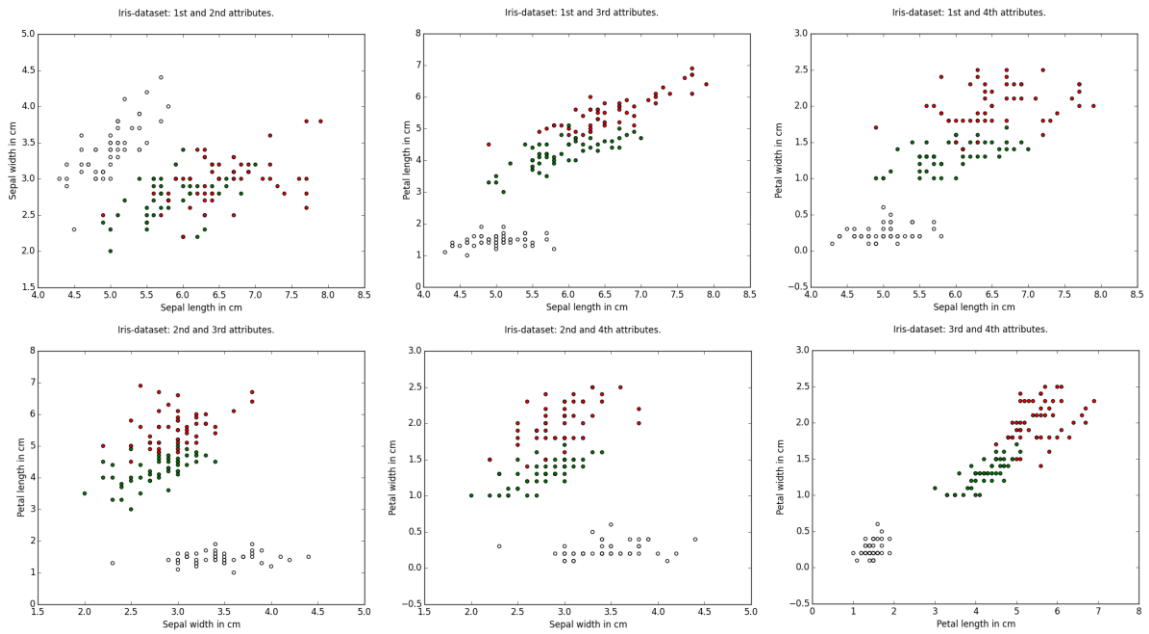 Iris-dataset: 1st and 2nd attributes.
5.0
4.5
4.0
3.5
3.0
2.5
2.0
1.5
Sepal width in cm
4.0 4.5 5.0 5.5 6.0 6.5 7.0 7.5 8.0 8.5
Sepal length in cm
Iris-dataset: 1st and 3rd attributes.
8
7
6
5
4
3
2
1
0
Petal length in cm
4.0 4.5 5.0 5.5 6.0 6.5 7.0 7.5 8.0 8.5
Sepal length in cm
Iris-dataset: 1st and 4th attributes.
3.0
2.5
2.0
1.5
1.0
0.5
0.0
−0.5
Petal width in cm
4.0 4.5 5.0 5.5 6.0 6.5 7.0 7.5 8.0 8.5
Sepal length in cm
Iris-dataset: 2nd and 3rd attributes.
8
7
6
5
4
3
2
1
0
Petal length in cm
1.5 2.0 2.5 3.0 3.5 4.0 4.5 5.0
Sepal width in cm
Iris-dataset: 2nd and 4th attributes.
3.0
2.5
2.0
1.5
1.0
0.5
0.0
−0.5
Petal width in cm
1.5 2.0 2.5 3.0 3.5 4.0 4.5 5.0
Sepal width in cm
Iris-dataset: 3rd and 4th attributes.
3.0
2.5
2.0
1.5
1.0
0.5
0.0
−0.5
Petal width in cm
0 1 2 3 4 5 6 7 8
Petal length in cm